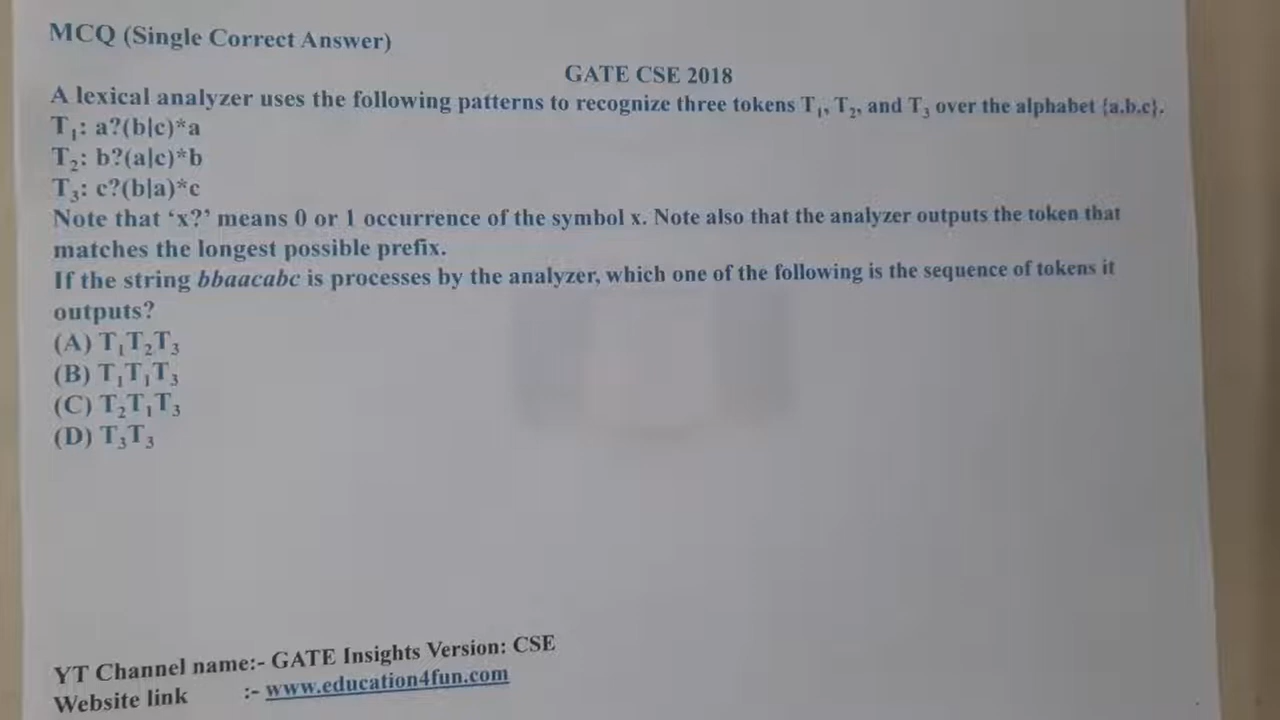 MCQ (Single Correct Answer)
GATE CSE 2018
A lexical analyzer uses the following patterns to recognize three tokens T₁, T₂, and T₃ over the alphabet {a.b.c}.
T₁: a?(b|c)*a
T₂: b?(a|c)*b
T₃: c?(b|a)*c
Note that ‘x?’ means 0 or 1 occurrence of the symbol x. Note also that the analyzer outputs the token that
matches the longest possible prefix.
If the string bbaacabc is processes by the analyzer, which one of the following is the sequence of tokens it
outputs?
(A) T₁T₂T₃
(B) T₁T₁T₃
(C) T₂T₁T₃
(D) T₃T₃
YT Channel name:- GATE Insights Version: CSE
Website link :- www.education4fun.com